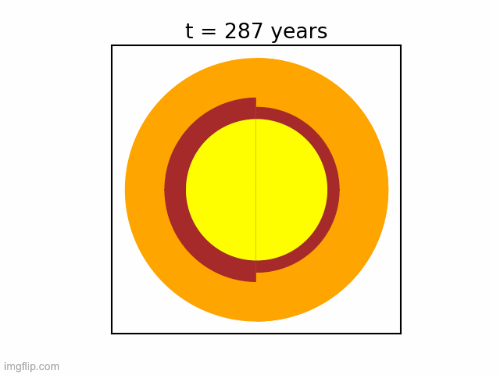 t = 287 years
imgflip.com